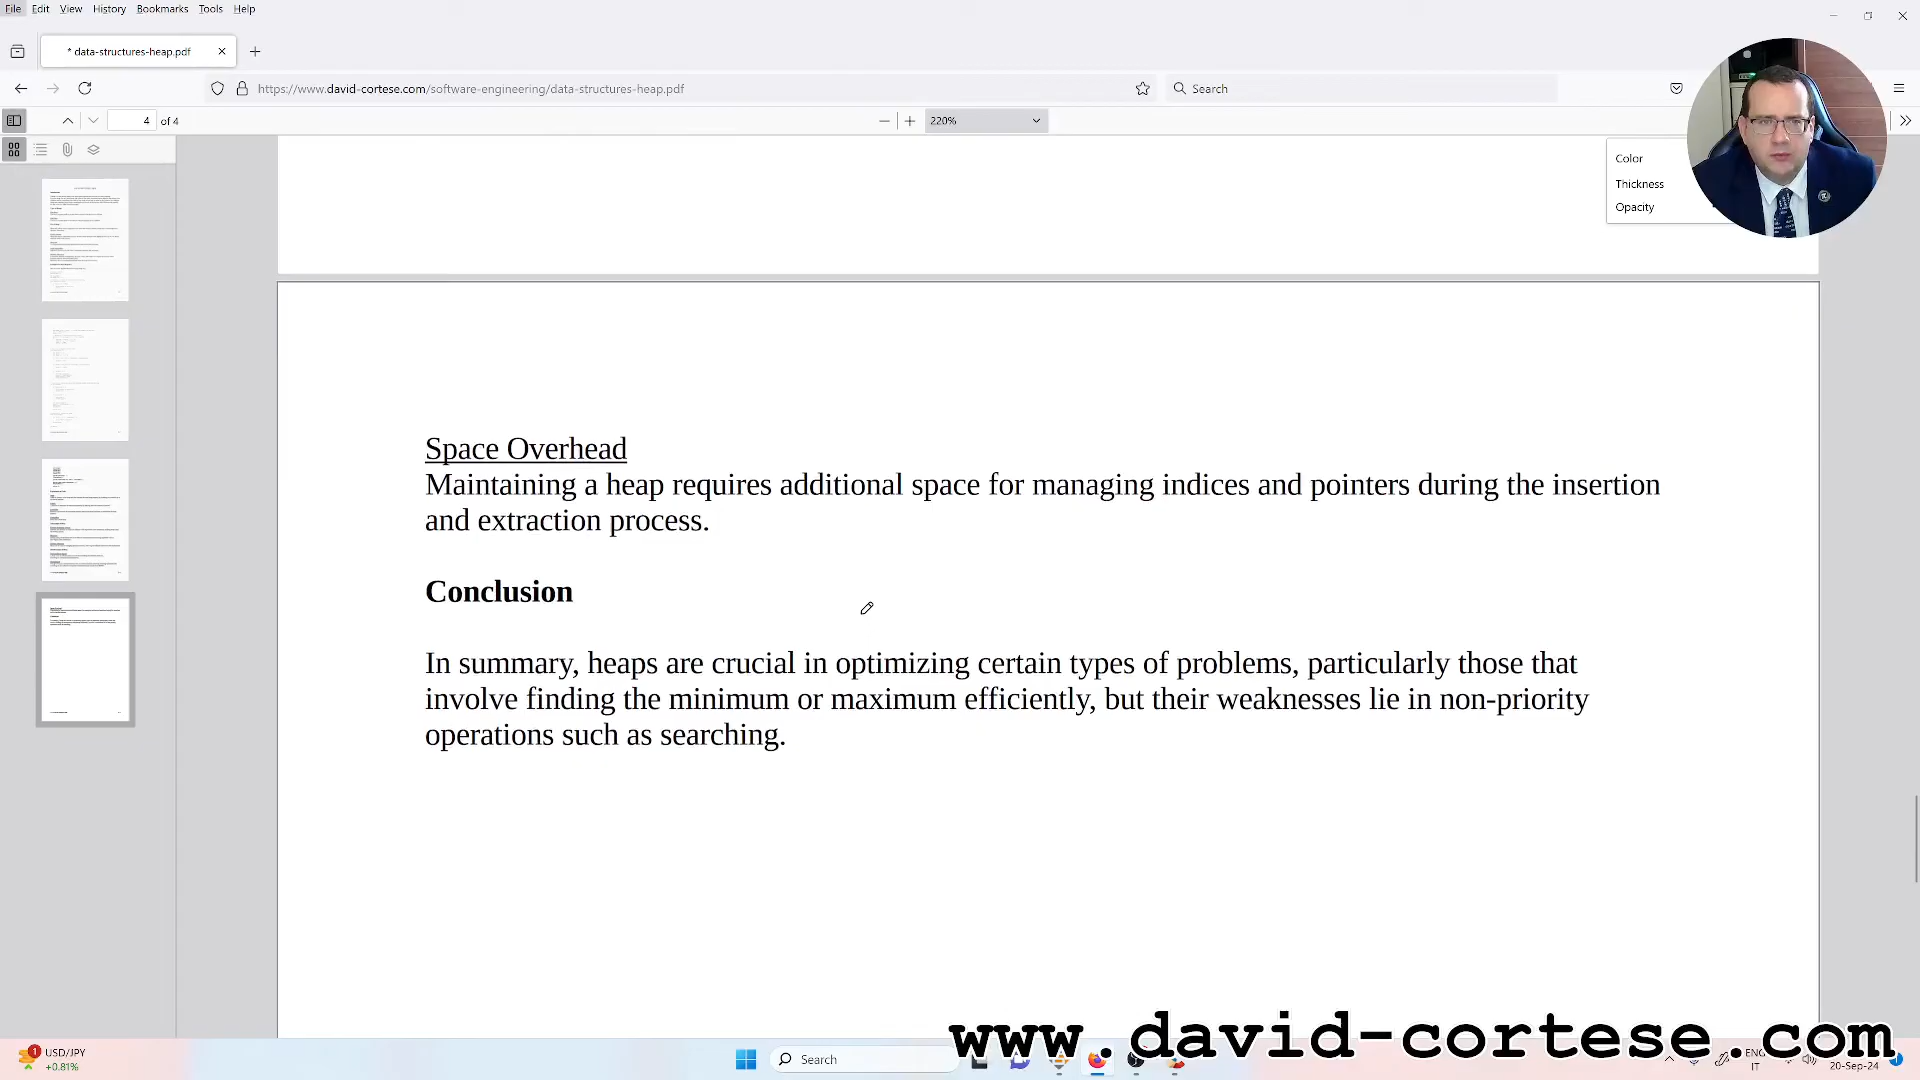 File Edit View History Bookmarks Tools Help
* data-structures-heap.pdf
https://www.david-cortese.com/software-engineering/data-structures-heap.pdf
Search
4 of 4
220%
Color
Thickness
Opacity
Space Overhead
Maintaining a heap requires additional space for managing indices and pointers during the insertion
and extraction process.
Conclusion
In summary, heaps are crucial in optimizing certain types of problems, particularly those that
involve finding the minimum or maximum efficiently, but their weaknesses lie in non-priority
operations such as searching.
www.david-cortese.com
1
USD/JPY
+0.81%
Search
ENG
IT
20-Sep-24